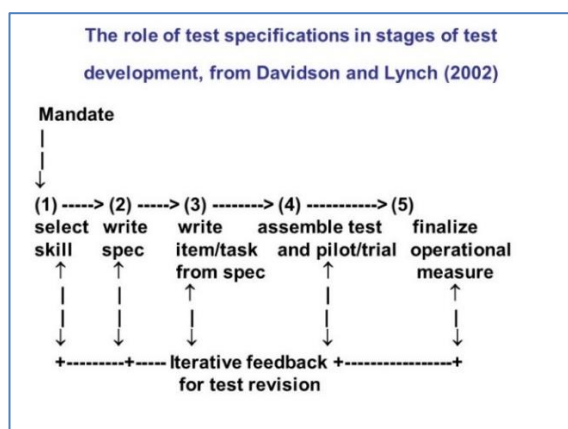 The role of test specifications in stages of test
development, from Davidson and Lynch (2002)
Mandate
|
|
↓
(1) -----> (2) -----> (3) --------> (4) -----------> (5)
select write write assemble test finalize
skill spec item/task and pilot/trial operational
↑ ↑ from spec ↑ measure
| | ↑ | ↑
| | | | |
↓ ↓ ↓ ↓ ↓
+---------+----- Iterative feedback +----------------+
for test revision